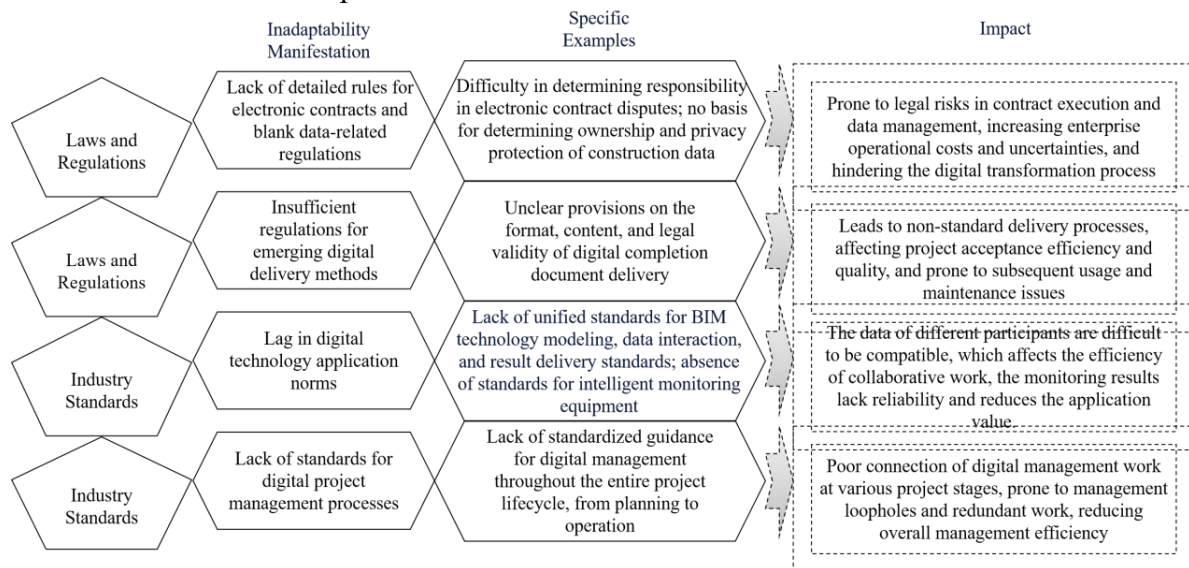 Inadaptability
Manifestation
Specific
Examples
Impact
Laws and
Regulations
Lack of detailed rules for
electronic contracts and
blank data-related
regulations
Difficulty in determining responsibility
in electronic contract disputes; no basis
for determining ownership and privacy
protection of construction data
Prone to legal risks in contract execution and
data management, increasing enterprise
operational costs and uncertainties, and
hindering the digital transformation process
Laws and
Regulations
Insufficient
regulations for
emerging digital
delivery methods
Unclear provisions on the
format, content, and legal
validity of digital completion
document delivery
Leads to non-standard delivery processes,
affecting project acceptance efficiency and
quality, and prone to subsequent usage and
maintenance issues
Industry
Standards
Lag in digital
technology application
norms
Lack of unified standards for BIM
technology modeling, data interaction,
and result delivery standards; absence
of standards for intelligent monitoring
equipment
The data of different participants are difficult
to be compatible, which affects the efficiency
of collaborative work, the monitoring results
lack reliability and reduces the application
value.
Industry
Standards
Lack of standards for
digital project
management processes
Lack of standardized guidance
for digital management
throughout the entire project
lifecycle, from planning to
operation
Poor connection of digital management work
at various project stages, prone to management
loopholes and redundant work, reducing
overall management efficiency